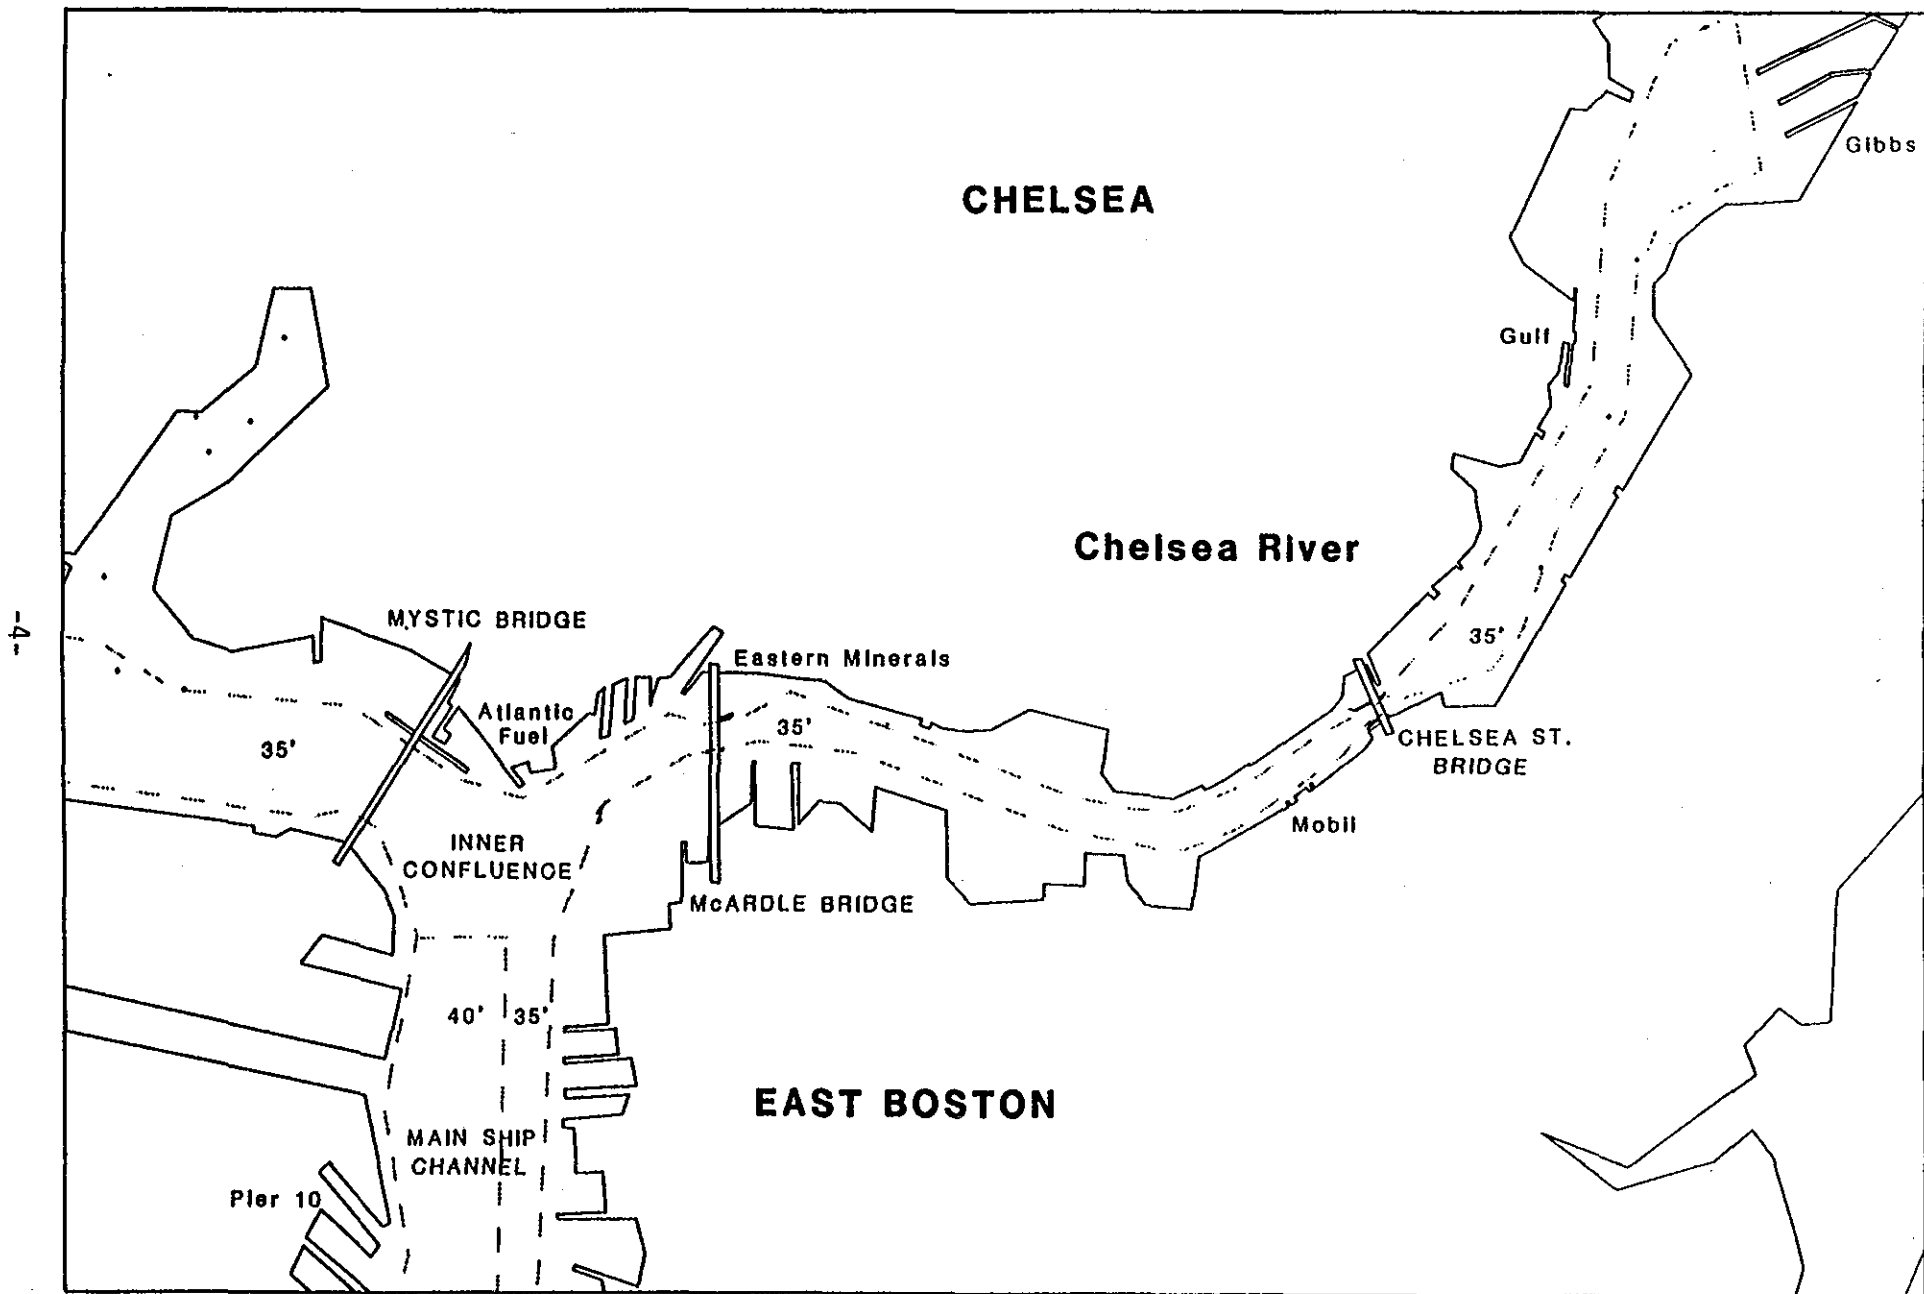 Gibbs
CHELSEA
Gulf
Chelsea River
MYSTIC BRIDGE
35'
Eastern Minerals
Atlantic
Fuel
35'
35'
CHELSEA ST.
BRIDGE
Mobil
INNER
CONFLUENCE
McARDLE BRIDGE
40'
35'
EAST BOSTON
MAIN SHIP
CHANNEL
Pier 10
-4-